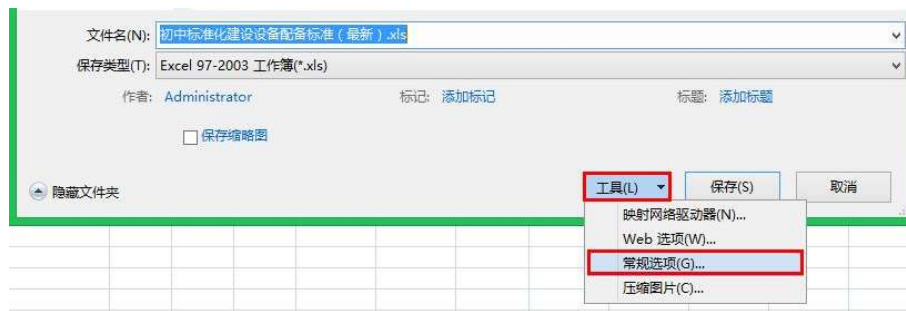 文件名(N): 初中标准化建设设备配备标准（最新）.xls
保存类型(T): Excel 97-2003 工作簿(*.xls)
作者: Administrator 标记: 添加标记 标题: 添加标题
保存缩略图
隐藏文件夹 工具(L) 保存(S) 取消
映射网络驱动器(N)...
Web 选项(W)...
常规选项(G)...
压缩图片(C)...